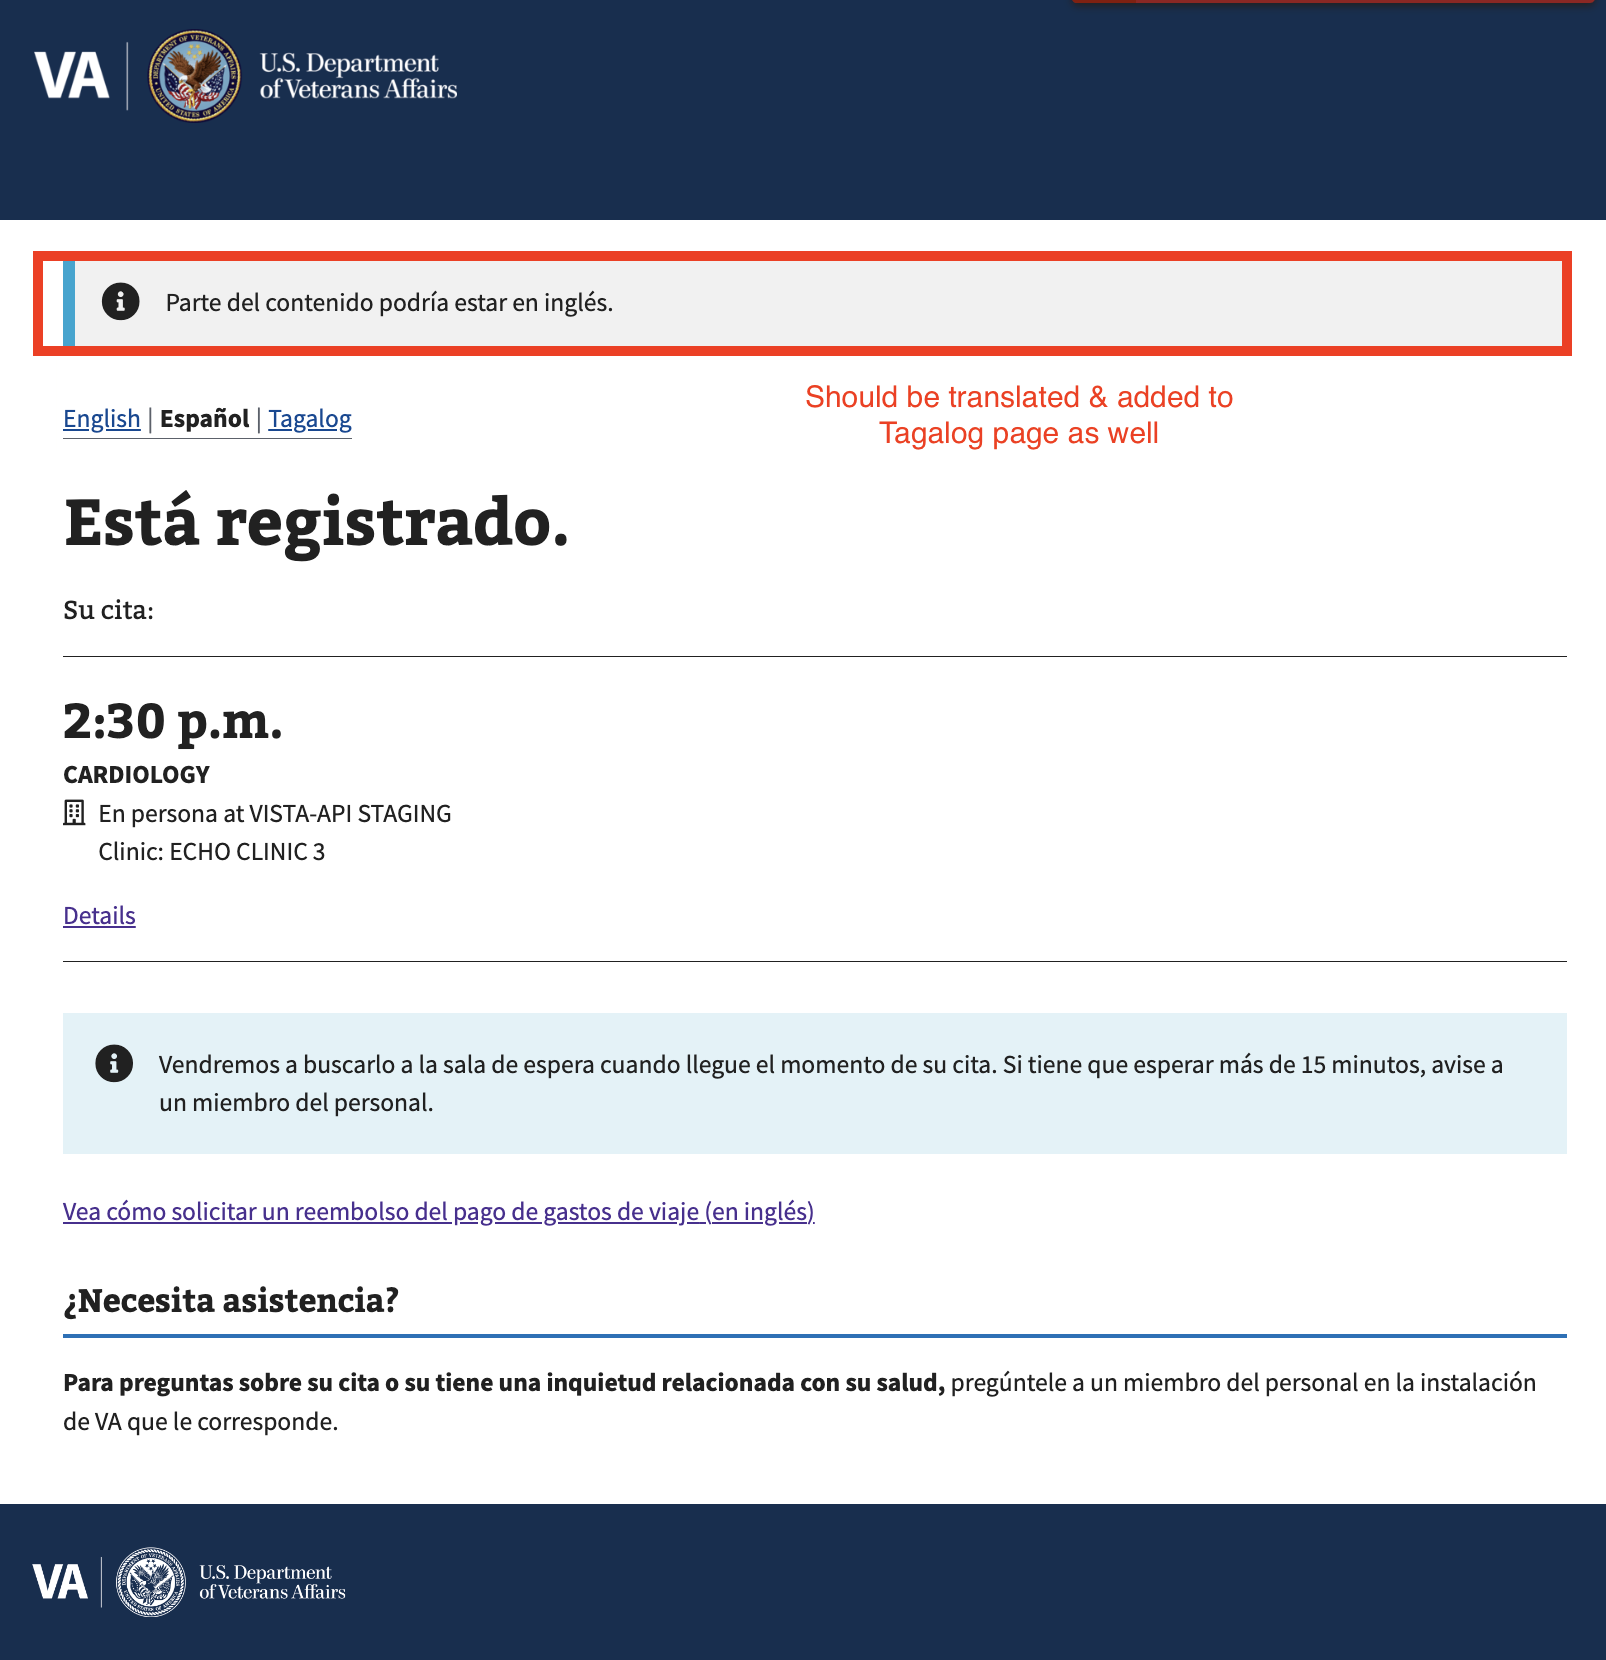 VA
U.S. Department
of Veterans Affairs
Parte del contenido podría estar en inglés.
Should be translated & added to
Tagalog page as well
English | Español | Tagalog
Está registrado.
Su cita:
2:30 p.m.
CARDIOLOGY
En persona at VISTA-API STAGING
Clinic: ECHO CLINIC 3
Details
Vendremos a buscarlo a la sala de espera cuando llegue el momento de su cita. Si tiene que esperar más de 15 minutos, avise a
un miembro del personal.
Vea cómo solicitar un reembolso del pago de gastos de viaje (en inglés)
¿Necesita asistencia?
Para preguntas sobre su cita o su tiene una inquietud relacionada con su salud, pregúntele a un miembro del personal en la instalación
de VA que le corresponde.
VA
U.S. Department
of Veterans Affairs